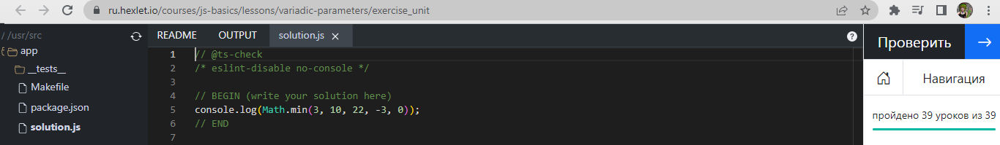 ru.hexlet.io/courses/js-basics/lessons/variadic-parameters/exercise_unit
/ /usr/src
app
__tests__
Makefile
package.json
solution.js
README OUTPUT solution.js
1 // @ts-check
2 /* eslint-disable no-console */
3
4 // BEGIN (write your solution here)
5 console.log(Math.min(3, 10, 22, -3, 0));
6 // END
7
Проверить
Навигация
пройдено 39 уроков из 39